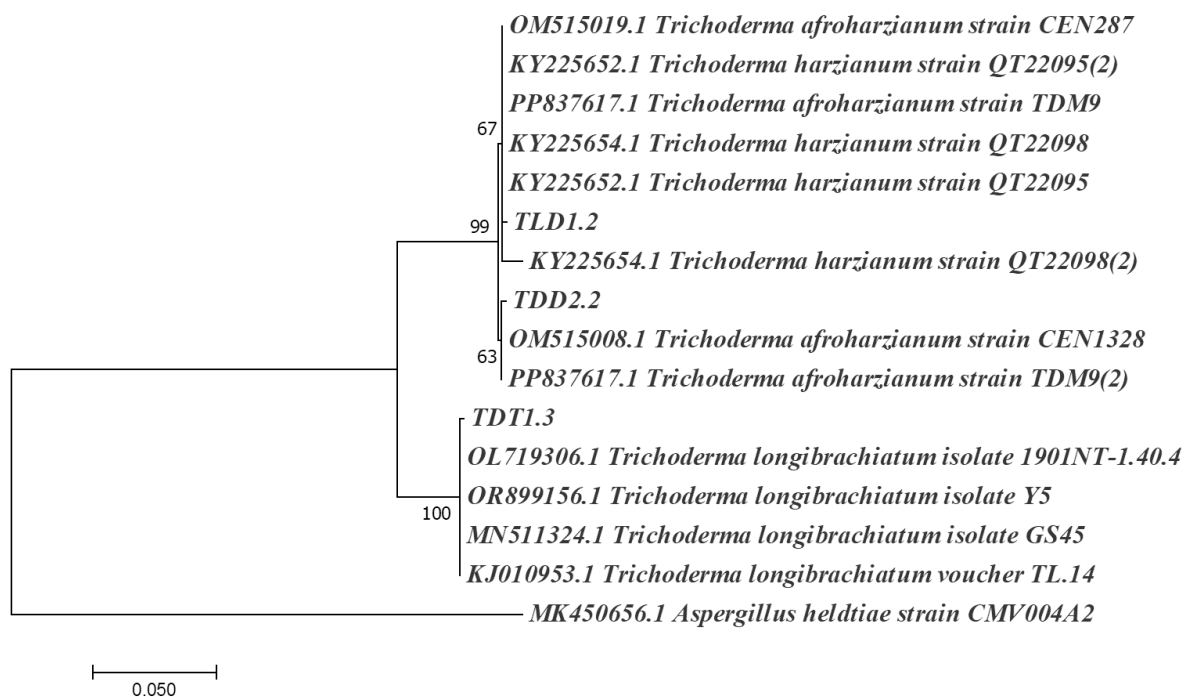 OM515019.1 Trichoderma afroharzianum strain CEN287
KY225652.1 Trichoderma harzianum strain QT22095(2)
PP837617.1 Trichoderma afroharzianum strain TDM9
67
KY225654.1 Trichoderma harzianum strain QT22098
KY225652.1 Trichoderma harzianum strain QT22095
99
TLD1.2
KY225654.1 Trichoderma harzianum strain QT22098(2)
TDD2.2
OM515008.1 Trichoderma afroharzianum strain CEN1328
63
PP837617.1 Trichoderma afroharzianum strain TDM9(2)
TDT1.3
OL719306.1 Trichoderma longibrachiatum isolate 1901NT-1.40.4
OR899156.1 Trichoderma longibrachiatum isolate Y5
100
MN511324.1 Trichoderma longibrachiatum isolate GS45
KJ010953.1 Trichoderma longibrachiatum voucher TL.14
MK450656.1 Aspergillus heldtiae strain CMV004A2
0.050